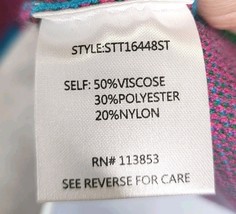 STYLE:STT16448ST
SELF: 50%VISCOSE
30%POLYESTER
20%NYLON
RN# 113853
SEE REVERSE FOR CARE